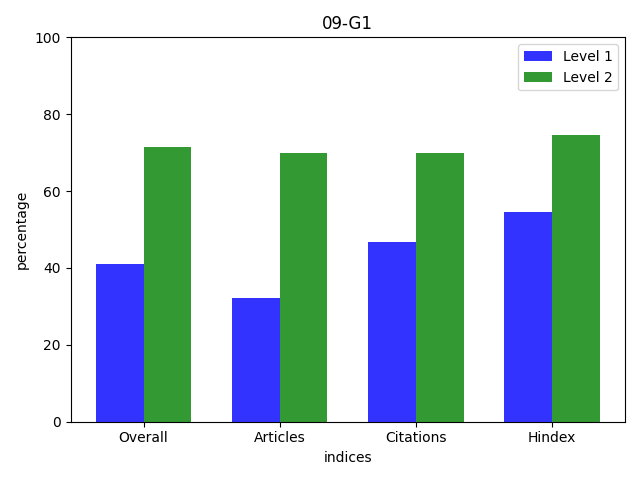 09-G1
100
80
60
40
20
0
percentage
Level 1
Level 2
Overall Articles Citations Hindex
indices